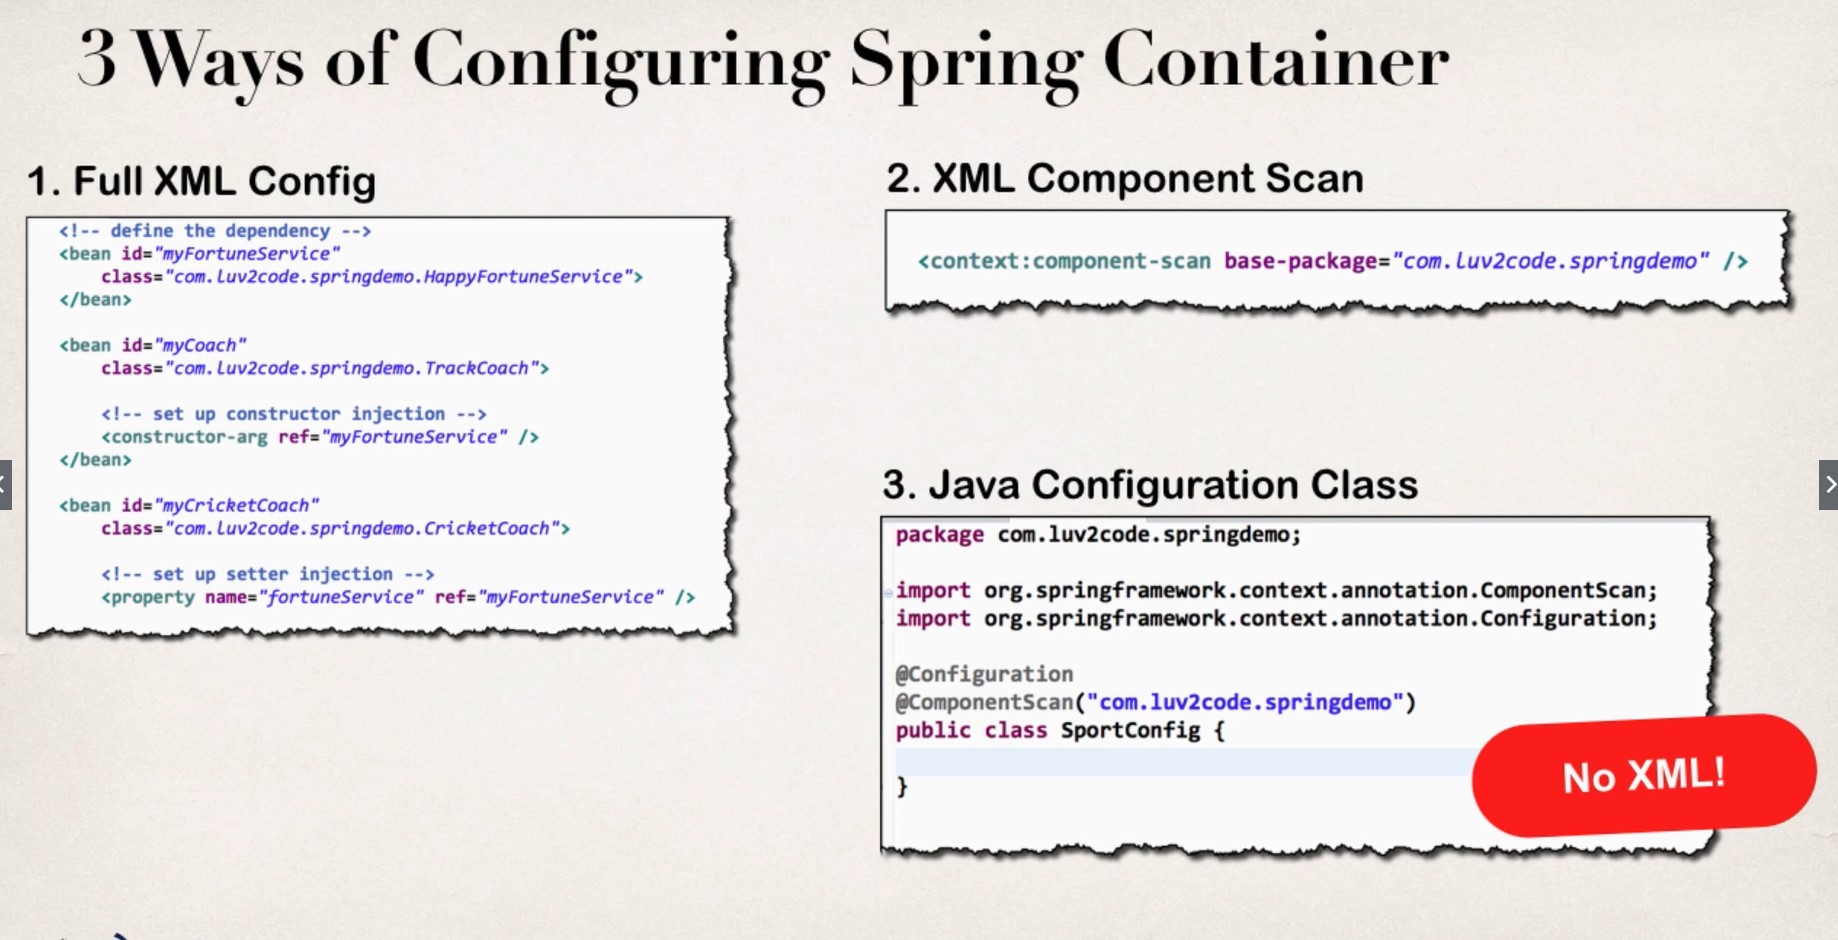 3 Ways of Configuring Spring Container
1. Full XML Config
<!-- define the dependency -->
<bean id="myFortuneService"
class="com.luv2code.springdemo.HappyFortuneService">
</bean>
<bean id="myCoach"
class="com.luv2code.springdemo.TrackCoach">
<!-- set up constructor injection -->
<constructor-arg ref="myFortuneService" />
</bean>
<bean id="myCricketCoach"
class="com.luv2code.springdemo.CricketCoach">
<!-- set up setter injection -->
<property name="fortuneService" ref="myFortuneService" />
2. XML Component Scan
<context:component-scan base-package="com.luv2code.springdemo" />
3. Java Configuration Class
package com.luv2code.springdemo;
import org.springframework.context.annotation.ComponentScan;
import org.springframework.context.annotation.Configuration;
@Configuration
@ComponentScan("com.luv2code.springdemo")
public class SportConfig {
}
No XML!